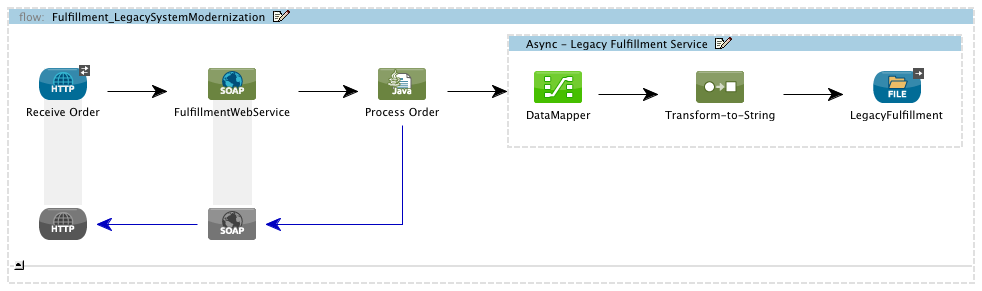 flow: Fulfillment_LegacySystemModernization
Async - Legacy Fulfillment Service
HTTP
SOAP
Java
FILE
Receive Order
FulfillmentWebService
Process Order
DataMapper
Transform-to-String
LegacyFulfillment
HTTP
SOAP